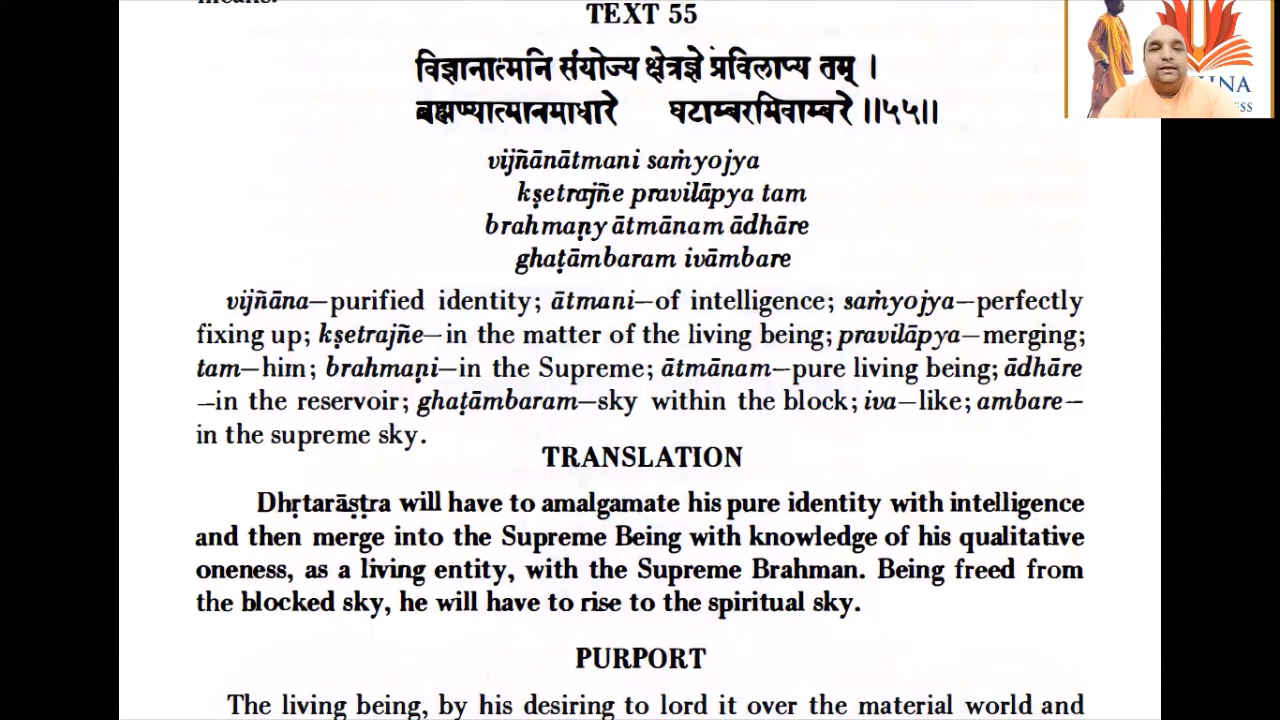 means.
TEXT 55
विज्ञानात्मनि संयोज्य क्षेत्रज्ञे प्रविलाप्य तम् ।
ब्रह्मण्यात्मानमाधारे घटाम्बरमिवाम्बरे ।।५५।।
vijñānātmani saṁyojya
kṣetrajñe pravilāpya tam
brahmaṇy ātmānam ādhāre
ghaṭāmbaram ivāmbare
vijñāna—purified identity; ātmani—of intelligence; saṁyojya—perfectly
fixing up; kṣetrajñe—in the matter of the living being; pravilāpya—merging;
tam—him; brahmaṇi—in the Supreme; ātmānam—pure living being; ādhāre
—in the reservoir; ghaṭāmbaram—sky within the block; iva—like; ambare—
in the supreme sky.
TRANSLATION
Dhṛtarāṣṭra will have to amalgamate his pure identity with intelligence
and then merge into the Supreme Being with knowledge of his qualitative
oneness, as a living entity, with the Supreme Brahman. Being freed from
the blocked sky, he will have to rise to the spiritual sky.
PURPORT
The living being, by his desiring to lord it over the material world and